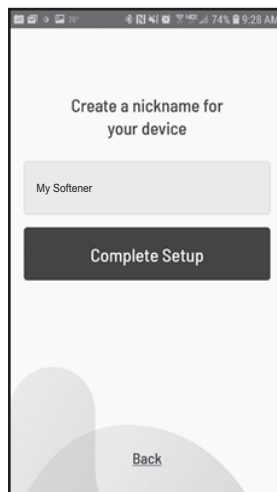 74% 9:28 AM
Create a nickname for
your device
My Softener
Complete Setup
Back